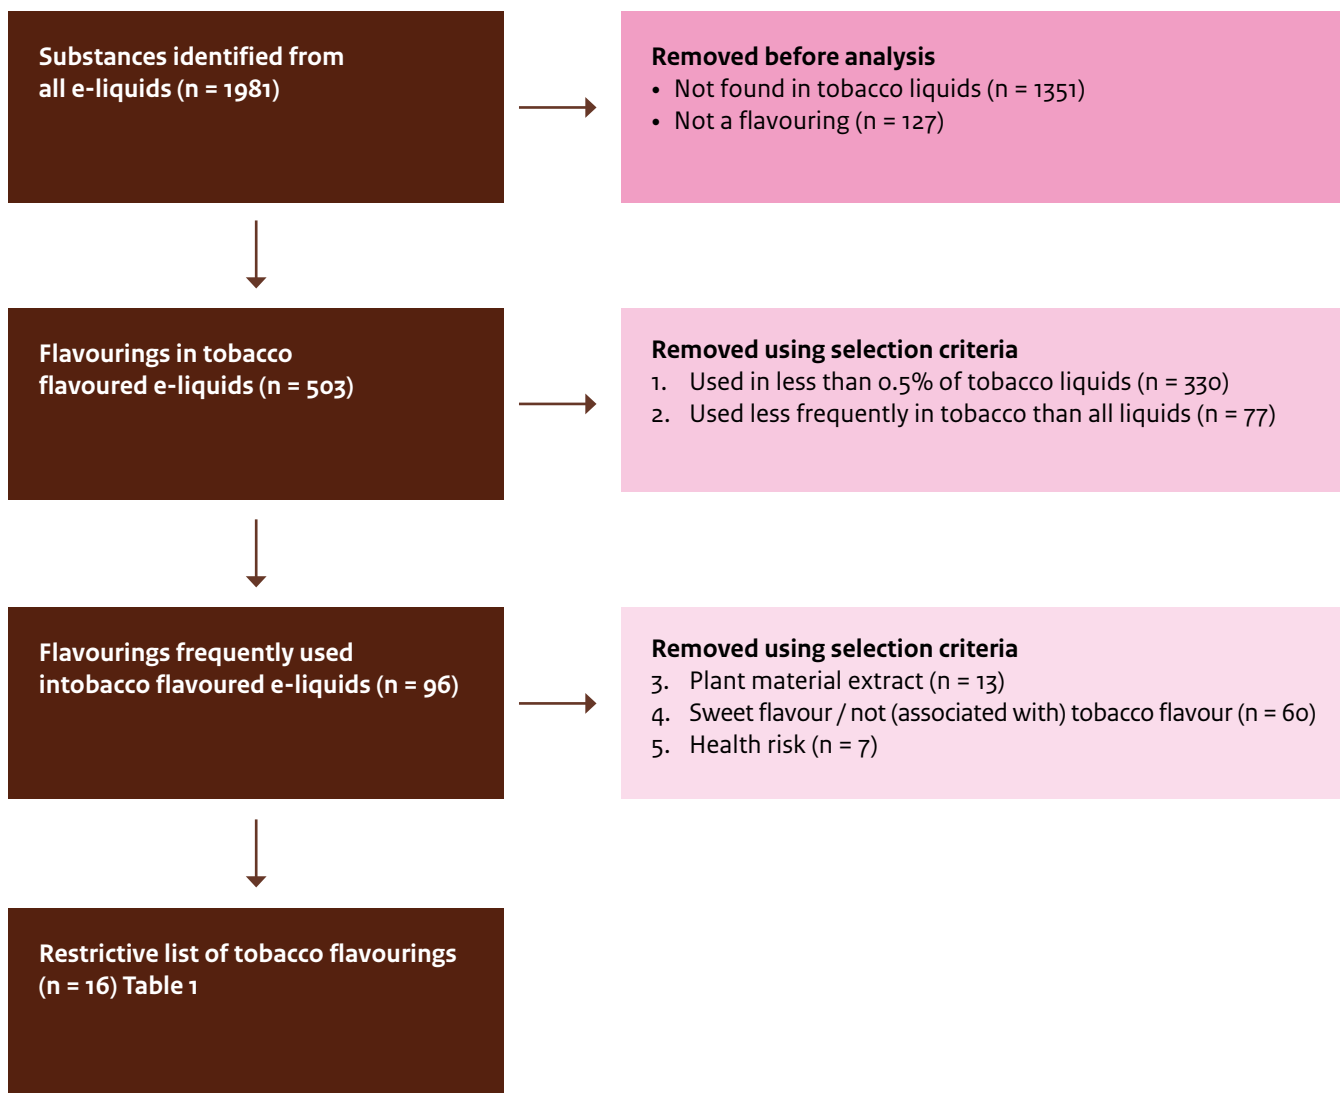 Substances identified from
all e-liquids (n = 1981)
Removed before analysis
• Not found in tobacco liquids (n = 1351)
• Not a flavouring (n = 127)
Flavourings in tobacco
flavoured e-liquids (n = 503)
Removed using selection criteria
1. Used in less than 0.5% of tobacco liquids (n = 330)
2. Used less frequently in tobacco than all liquids (n = 77)
Flavourings frequently used
intobacco flavoured e-liquids (n = 96)
Removed using selection criteria
3. Plant material extract (n = 13)
4. Sweet flavour / not (associated with) tobacco flavour (n = 60)
5. Health risk (n = 7)
Restrictive list of tobacco flavourings
(n = 16) Table 1